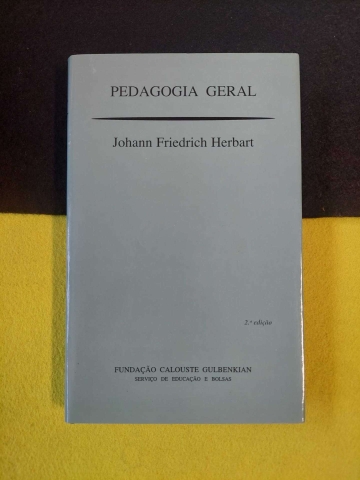 PEDAGOGIA GERAL
Johann Friedrich Herbart
2.ª edição
FUNDAÇÃO CALOUSTE GULBENKIAN
SERVIÇO DE EDUCAÇÃO E BOLSAS